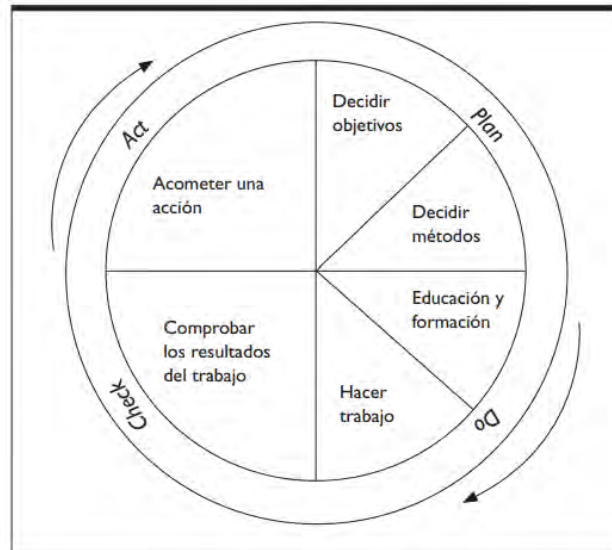 Act
Plan
Decidir
objetivos
Acometer una
acción
Decidir
métodos
Educación y
formación
Comprobar
los resultados
del trabajo
Hacer
trabajo
Check
Do